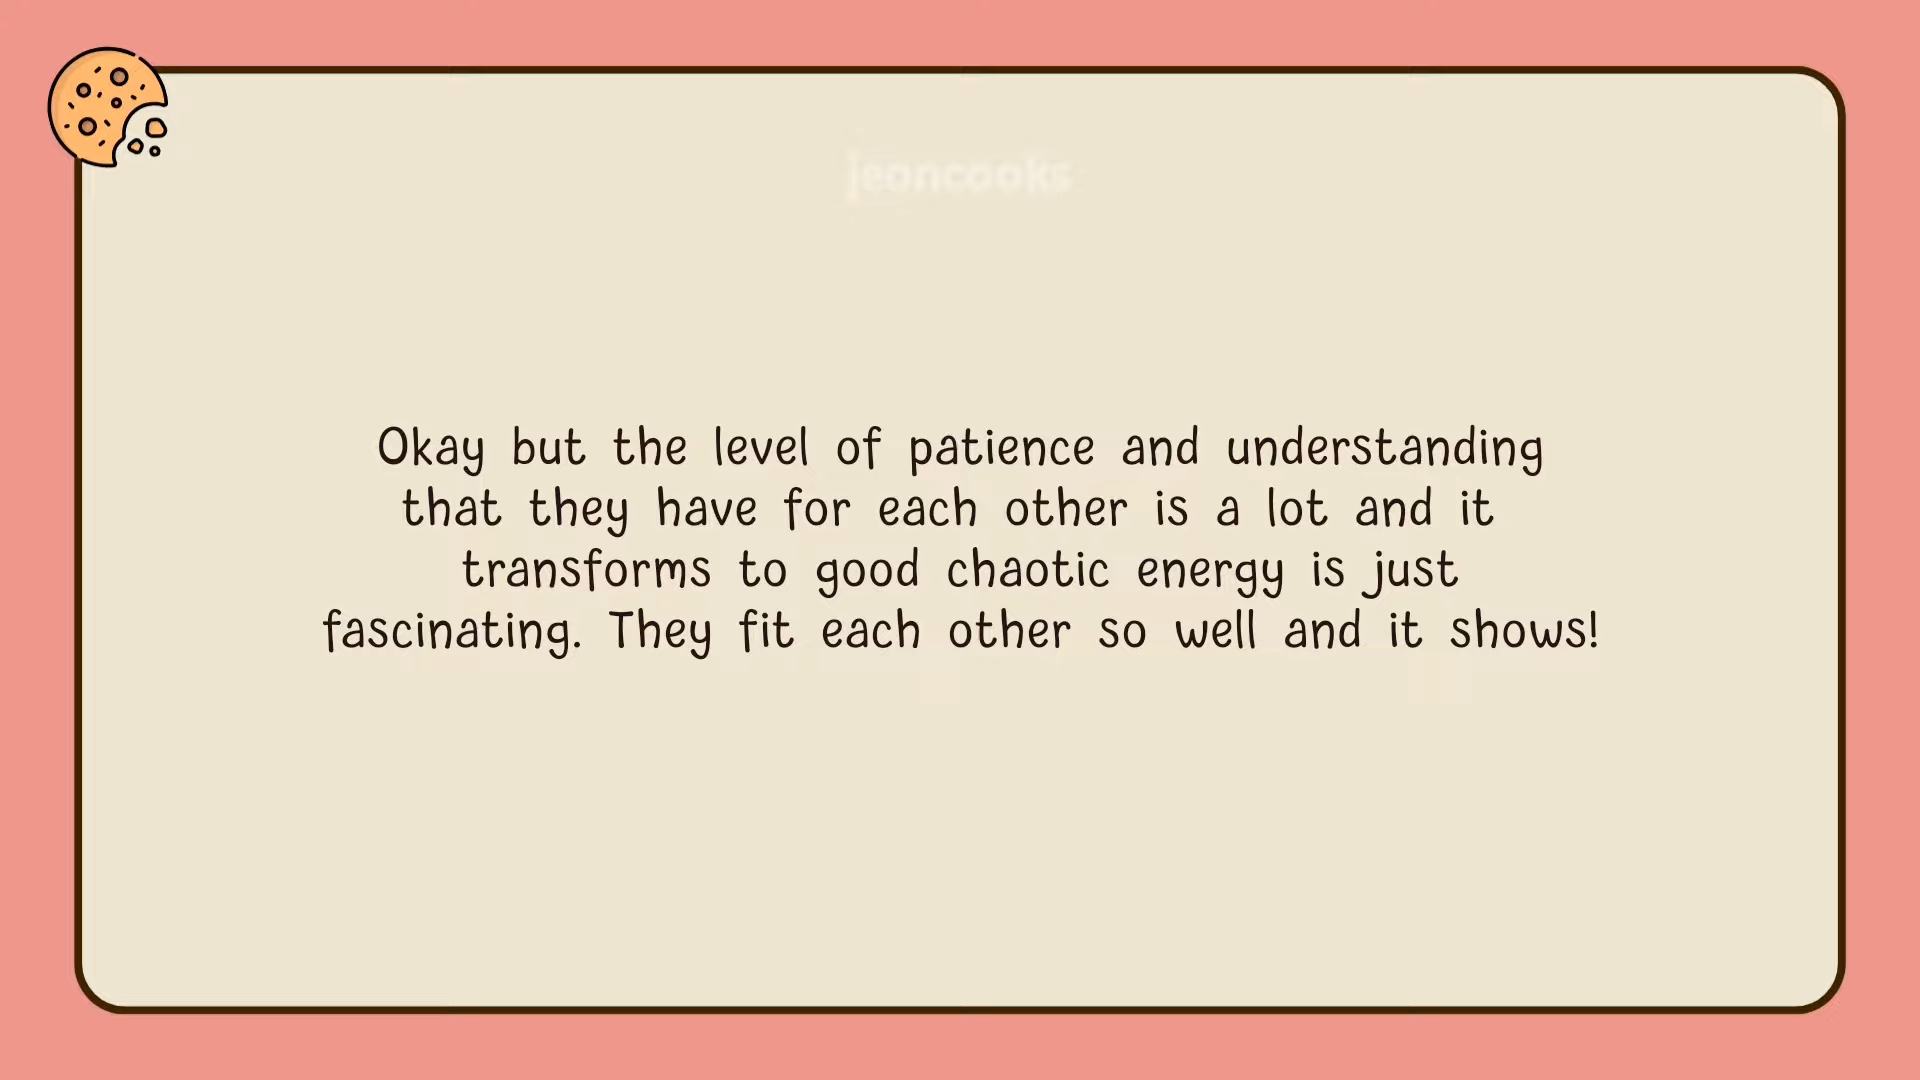 jeoncooks
Okay but the level of patience and understanding
that they have for each other is a lot and it
transforms to good chaotic energy is just
fascinating. They fit each other so well and it shows!